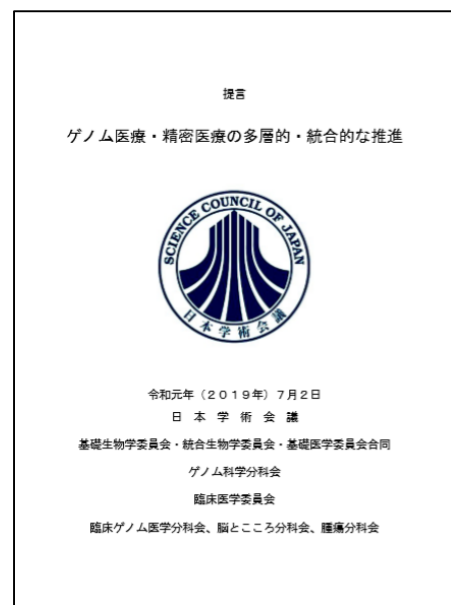 提言
ゲノム医療・精密医療の多層的・統合的な推進
SCIENCE COUNCIL OF JAPAN
日本学術会議
令和元年（２０１９年）７月２日
日 本 学 術 会 議
基礎生物学委員会・統合生物学委員会・基礎医学委員会合同
ゲノム科学分科会
臨床医学委員会
臨床ゲノム医学分科会、脳とこころ分科会、腫瘍分科会